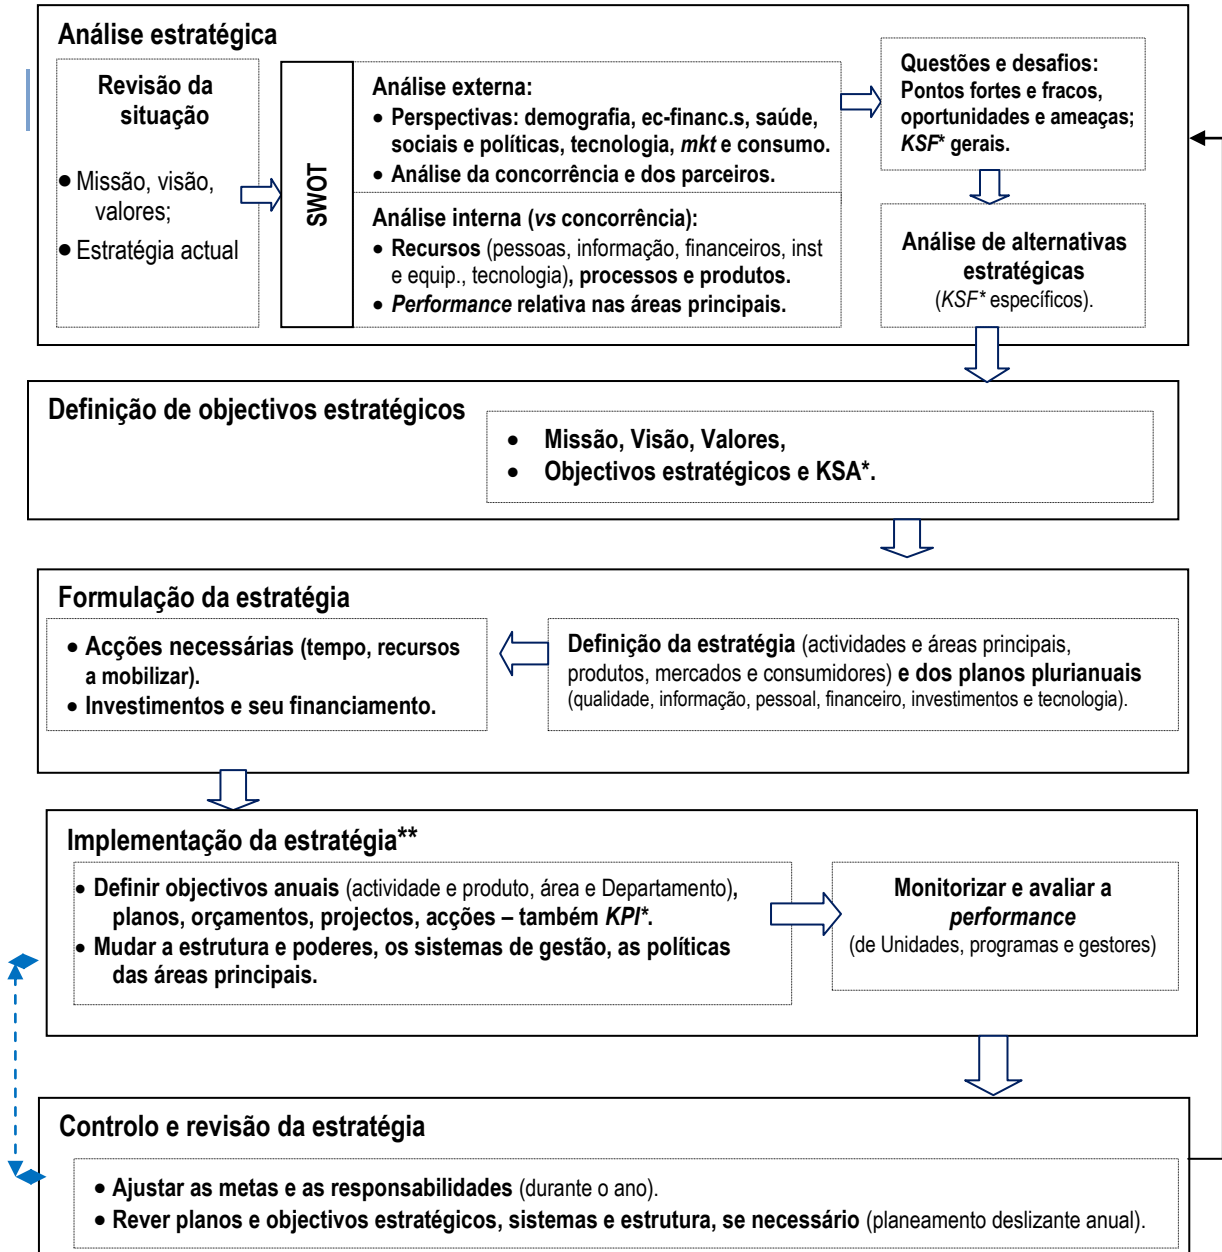 Análise estratégica
Revisão da
situação
● Missão, visão,
valores;
● Estratégia actual
SWOT
Análise externa:
• Perspectivas: demografia, ec-financ.s, saúde,
sociais e políticas, tecnologia, mkt e consumo.
• Análise da concorrência e dos parceiros.
Análise interna (vs concorrência):
• Recursos (pessoas, informação, financeiros, inst
e equip., tecnologia), processos e produtos.
• Performance relativa nas áreas principais.
Questões e desafios:
Pontos fortes e fracos,
oportunidades e ameaças;
KSF* gerais.
Análise de alternativas
estratégicas
(KSF* específicos).
Definição de objectivos estratégicos
• Missão, Visão, Valores,
• Objectivos estratégicos e KSA*.
Formulação da estratégia
• Acções necessárias (tempo, recursos
a mobilizar).
• Investimentos e seu financiamento.
Definição da estratégia (actividades e áreas principais,
produtos, mercados e consumidores) e dos planos plurianuais
(qualidade, informação, pessoal, financeiro, investimentos e tecnologia).
Implementação da estratégia**
• Definir objectivos anuais (actividade e produto, área e Departamento),
planos, orçamentos, projectos, acções – também KPI*.
• Mudar a estrutura e poderes, os sistemas de gestão, as políticas
das áreas principais.
Monitorizar e avaliar a
performance
(de Unidades, programas e gestores)
Controlo e revisão da estratégia
• Ajustar as metas e as responsabilidades (durante o ano).
• Rever planos e objectivos estratégicos, sistemas e estrutura, se necessário (planeamento deslizante anual).